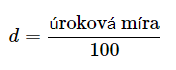 d = úroková míra / 100